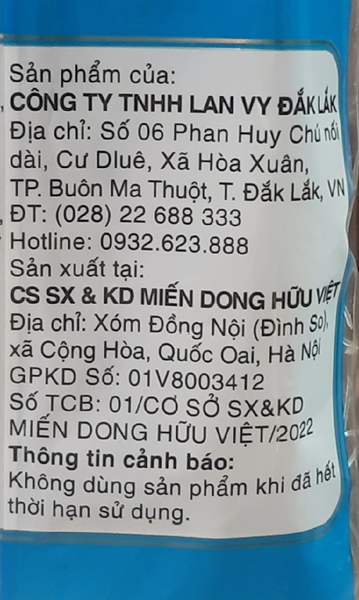 Sản phẩm của:
CÔNG TY TNHH LAN VY ĐẮK LẮK
Địa chỉ: Số 06 Phan Huy Chú nối
dài, Cư Dluê, Xã Hòa Xuân,
TP. Buôn Ma Thuột, T. Đắk Lắk, VN
ĐT: (028) 22 688 333
Hotline: 0932.623.888
Sản xuất tại:
CS SX & KD MIẾN DONG HỮU VIỆT
Địa chỉ: Xóm Đồng Nội (Đình So),
xã Cộng Hòa, Quốc Oai, Hà Nội
GPKD Số: 01V8003412
Số TCB: 01/CƠ SỞ SX&KD
MIẾN DONG HỮU VIỆT/2022
Thông tin cảnh báo:
Không dùng sản phẩm khi đã hết
thời hạn sử dụng.